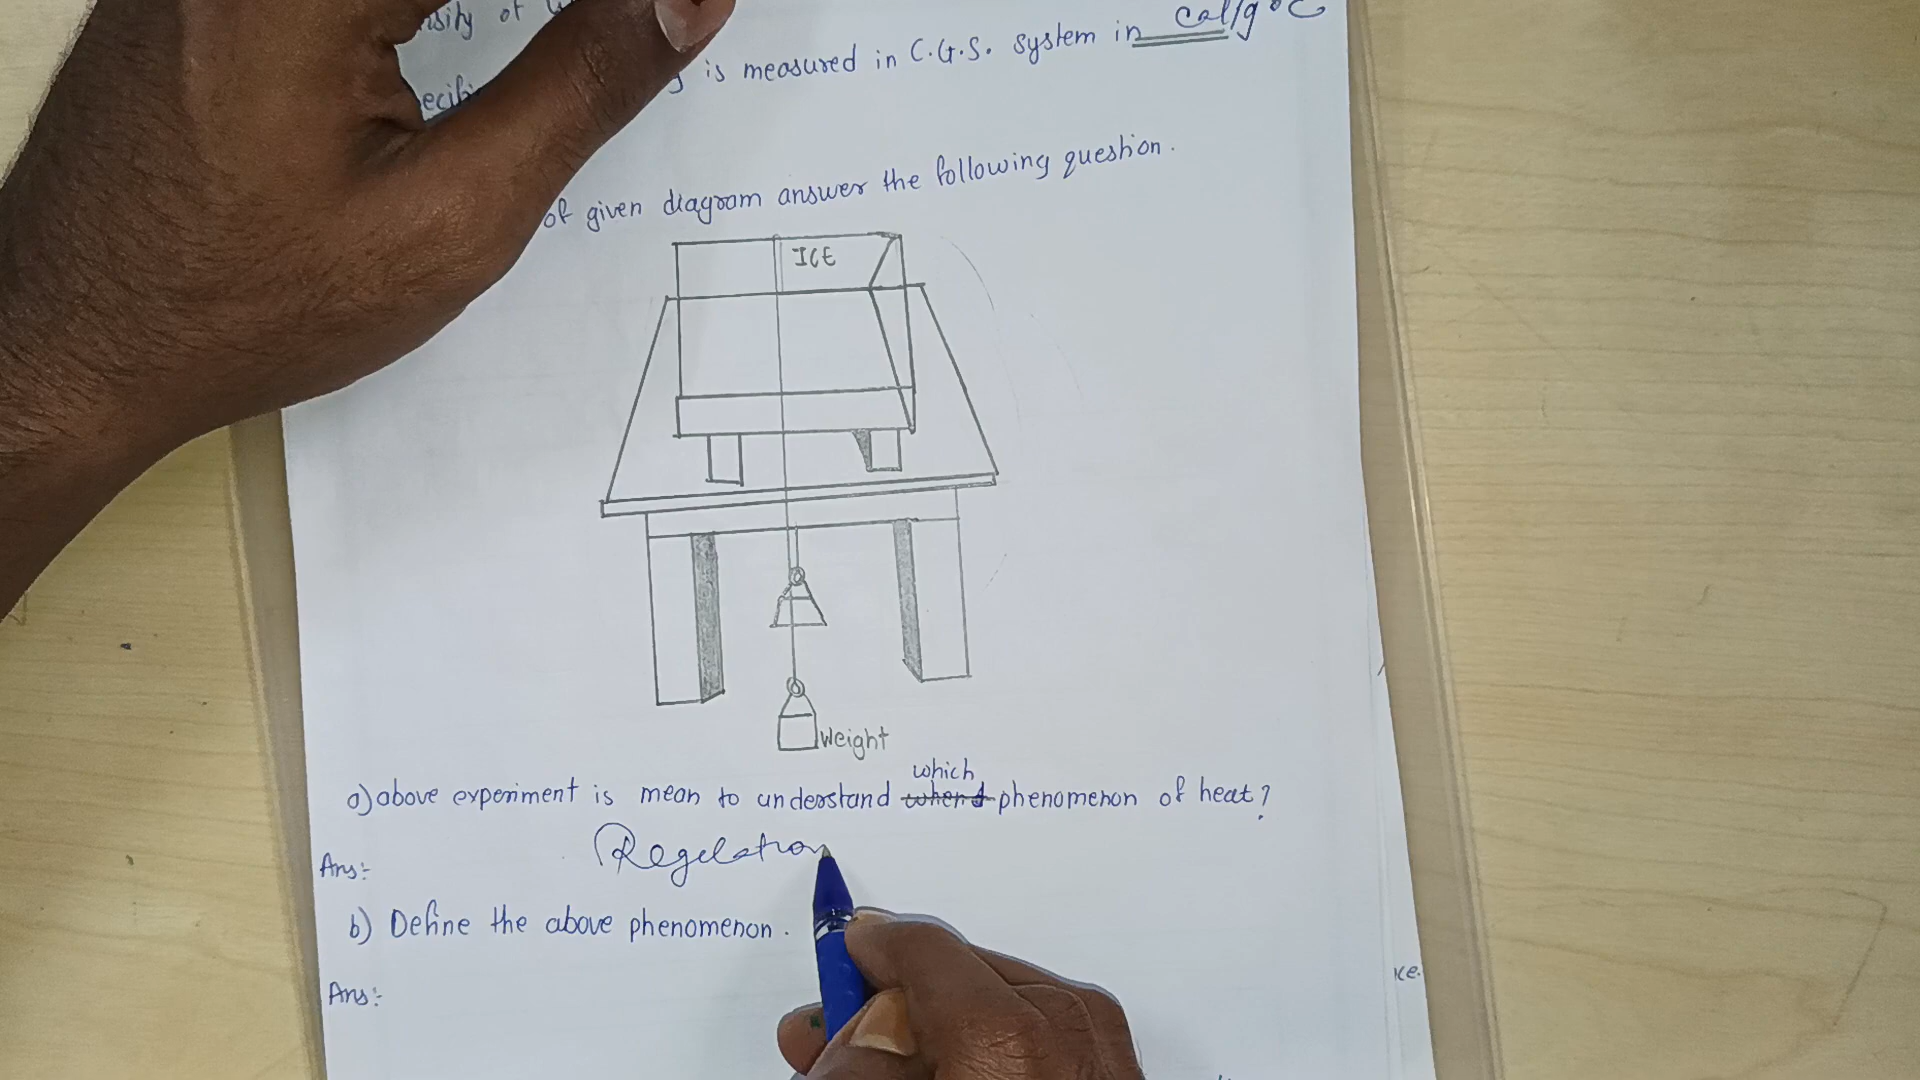 is measured in C.G.S. system in cal/g°C
of given diagram answer the following question.
ICE
Weight
a) above experiment is mean to understand which phenomenon of heat?
Ans:- Regelation
b) Define the above phenomenon.
Ans:-